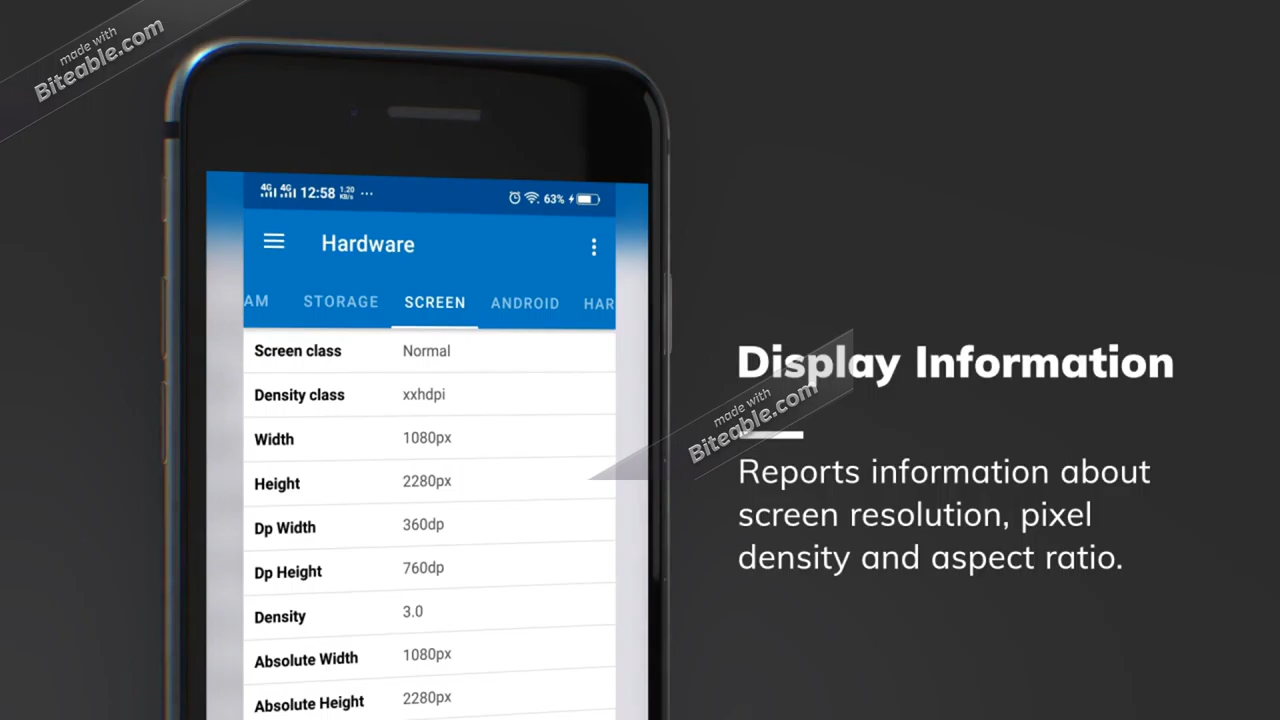 made with
Biteable.com
4G 4G 12:58 1.20 KB/s ... 63%
Hardware
AM STORAGE SCREEN ANDROID HAR
Screen class Normal
Density class xxhdpi
Width 1080px
Height 2280px
Dp Width 360dp
Dp Height 760dp
Density 3.0
Absolute Width 1080px
Absolute Height 2280px
Display Information
made with
Biteable.com
Reports information about
screen resolution, pixel
density and aspect ratio.